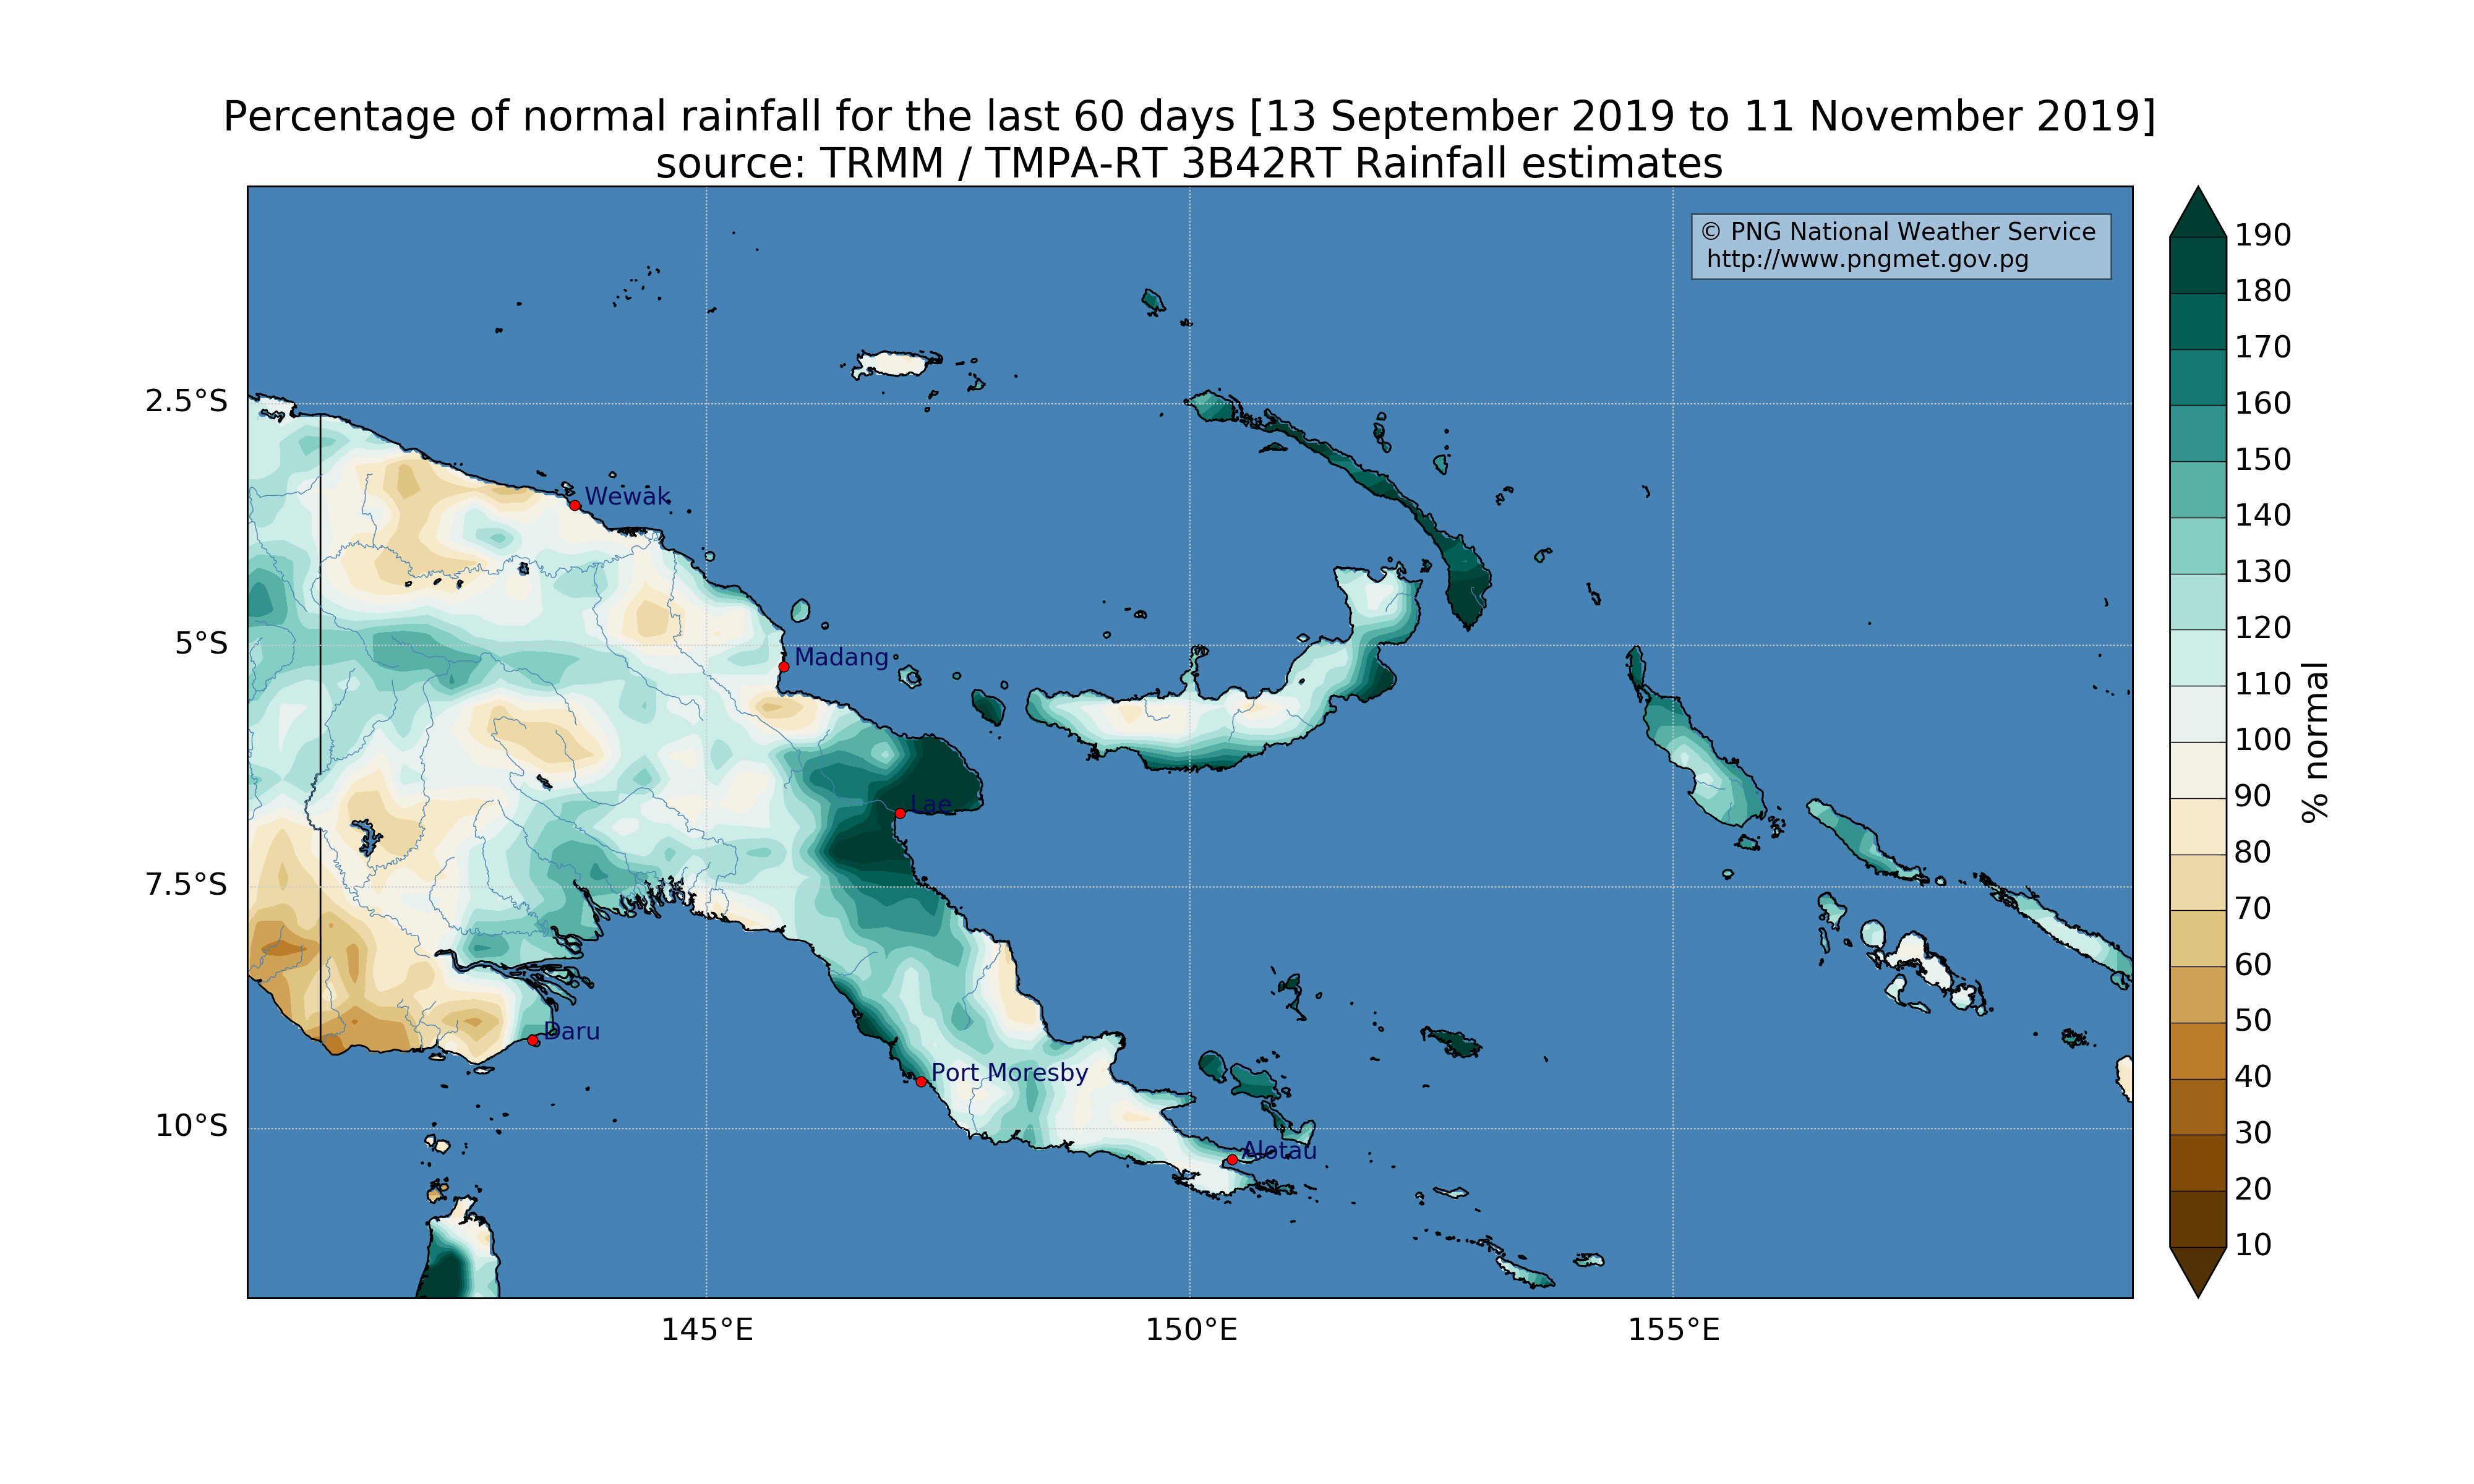 Percentage of normal rainfall for the last 60 days [13 September 2019 to 11 November 2019]
source: TRMM / TMPA-RT 3B42RT Rainfall estimates
© PNG National Weather Service
http://www.pngmet.gov.pg
2.5°S
5°S
7.5°S
10°S
Wewak
Madang
Lae
Daru
Port Moresby
Alotau
145°E
150°E
155°E
190
180
170
160
150
140
130
120
110
100
90
80
70
60
50
40
30
20
10
% normal